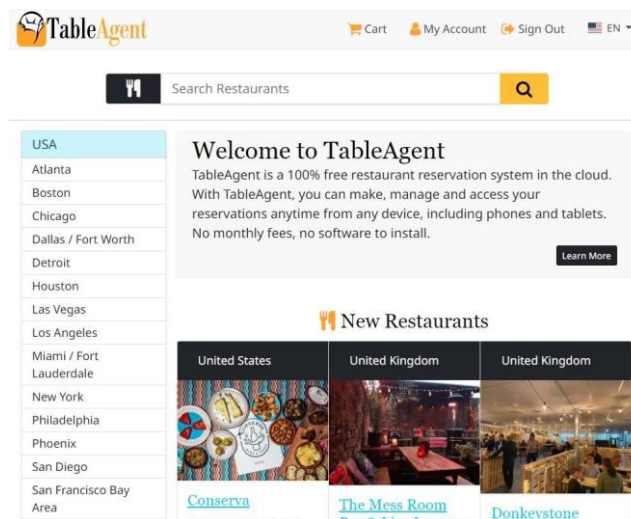 TableAgent
Cart
My Account
Sign Out
EN
Search Restaurants
USA
Atlanta
Boston
Chicago
Dallas / Fort Worth
Detroit
Houston
Las Vegas
Los Angeles
Miami / Fort
Lauderdale
New York
Philadelphia
Phoenix
San Diego
San Francisco Bay
Area
Welcome to TableAgent
TableAgent is a 100% free restaurant reservation system in the cloud.
With TableAgent, you can make, manage and access your
reservations anytime from any device, including phones and tablets.
No monthly fees, no software to install.
Learn More
New Restaurants
United States
United Kingdom
United Kingdom
Conserva
The Mess Room
Donkeystone